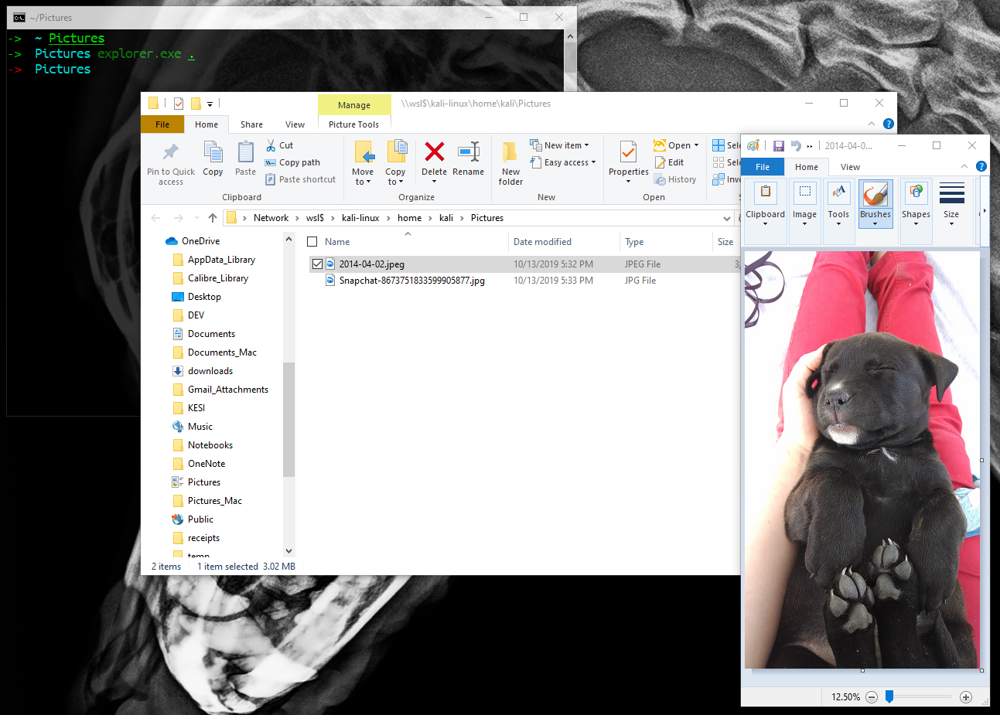 ~/Pictures
-> ~ Pictures
-> Pictures explorer.exe .
-> Pictures
Manage
\\wsl$\kali-linux\home\kali\Pictures
File Home Share View Picture Tools
Pin to Quick access
Copy
Paste
Cut
Copy path
Paste shortcut
Clipboard
Move to
Copy to
Delete
Rename
Organize
New folder
New item
Easy access
New
Properties
Open
Edit
History
Open
Network > wsl$ > kali-linux > home > kali > Pictures
OneDrive
AppData_Library
Calibre_Library
Desktop
DEV
Documents
Documents_Mac
downloads
Gmail_Attachments
KESI
Music
Notebooks
OneNote
Pictures
Pictures_Mac
Public
receipts
temp
Name Date modified Type Size
2014-04-02.jpeg 10/13/2019 5:32 PM JPEG File
Snapchat-8673751833599905877.jpg 10/13/2019 5:33 PM JPG File
2 items 1 item selected 3.02 MB
2014-04-0...
File Home View
Clipboard
Image
Tools
Brushes
Shapes
Size
12.50%